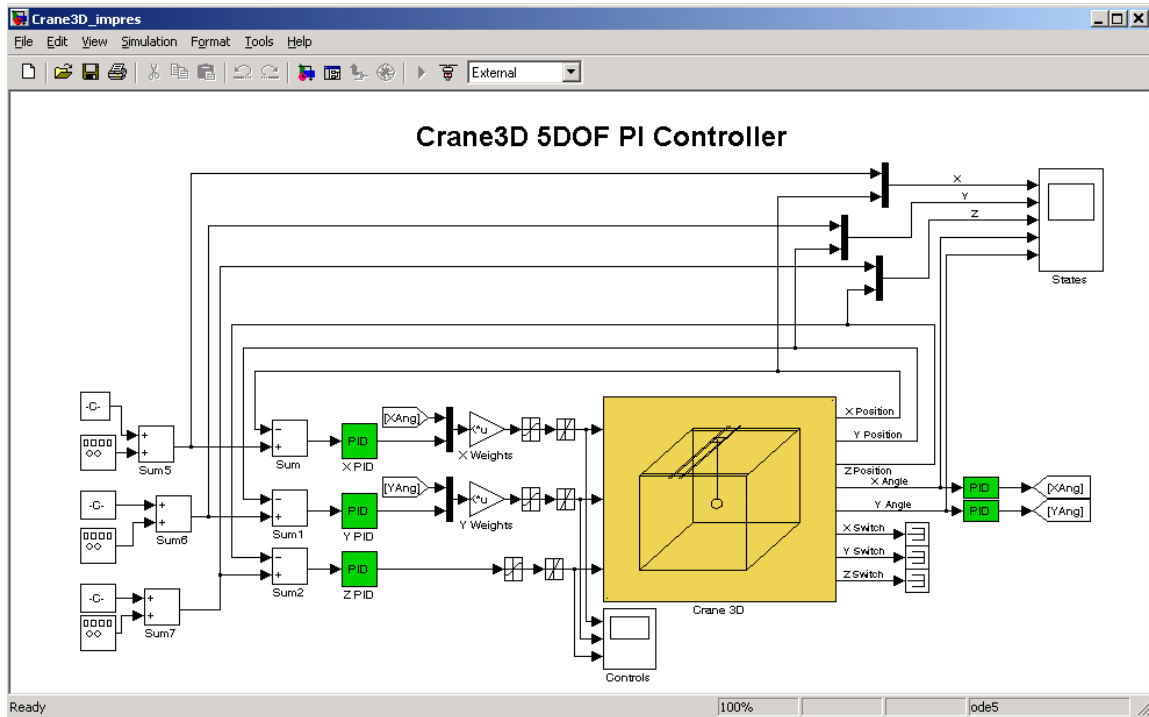 Crane3D_impres
File Edit View Simulation Format Tools Help
External
Crane3D 5DOF PI Controller
X
Y
Z
States
-C-
Sum5
-C-
Sum6
-C-
Sum7
Sum
Sum1
Sum2
PID
X PID
PID
Y PID
PID
Z PID
[XAng]
X Weights
[YAng]
Y Weights
Crane 3D
Controls
X Position
Y Position
Z Position
X Angle
Y Angle
X Switch
Y Switch
Z Switch
PID
PID
[XAng]
[YAng]
Ready
100%
ode5